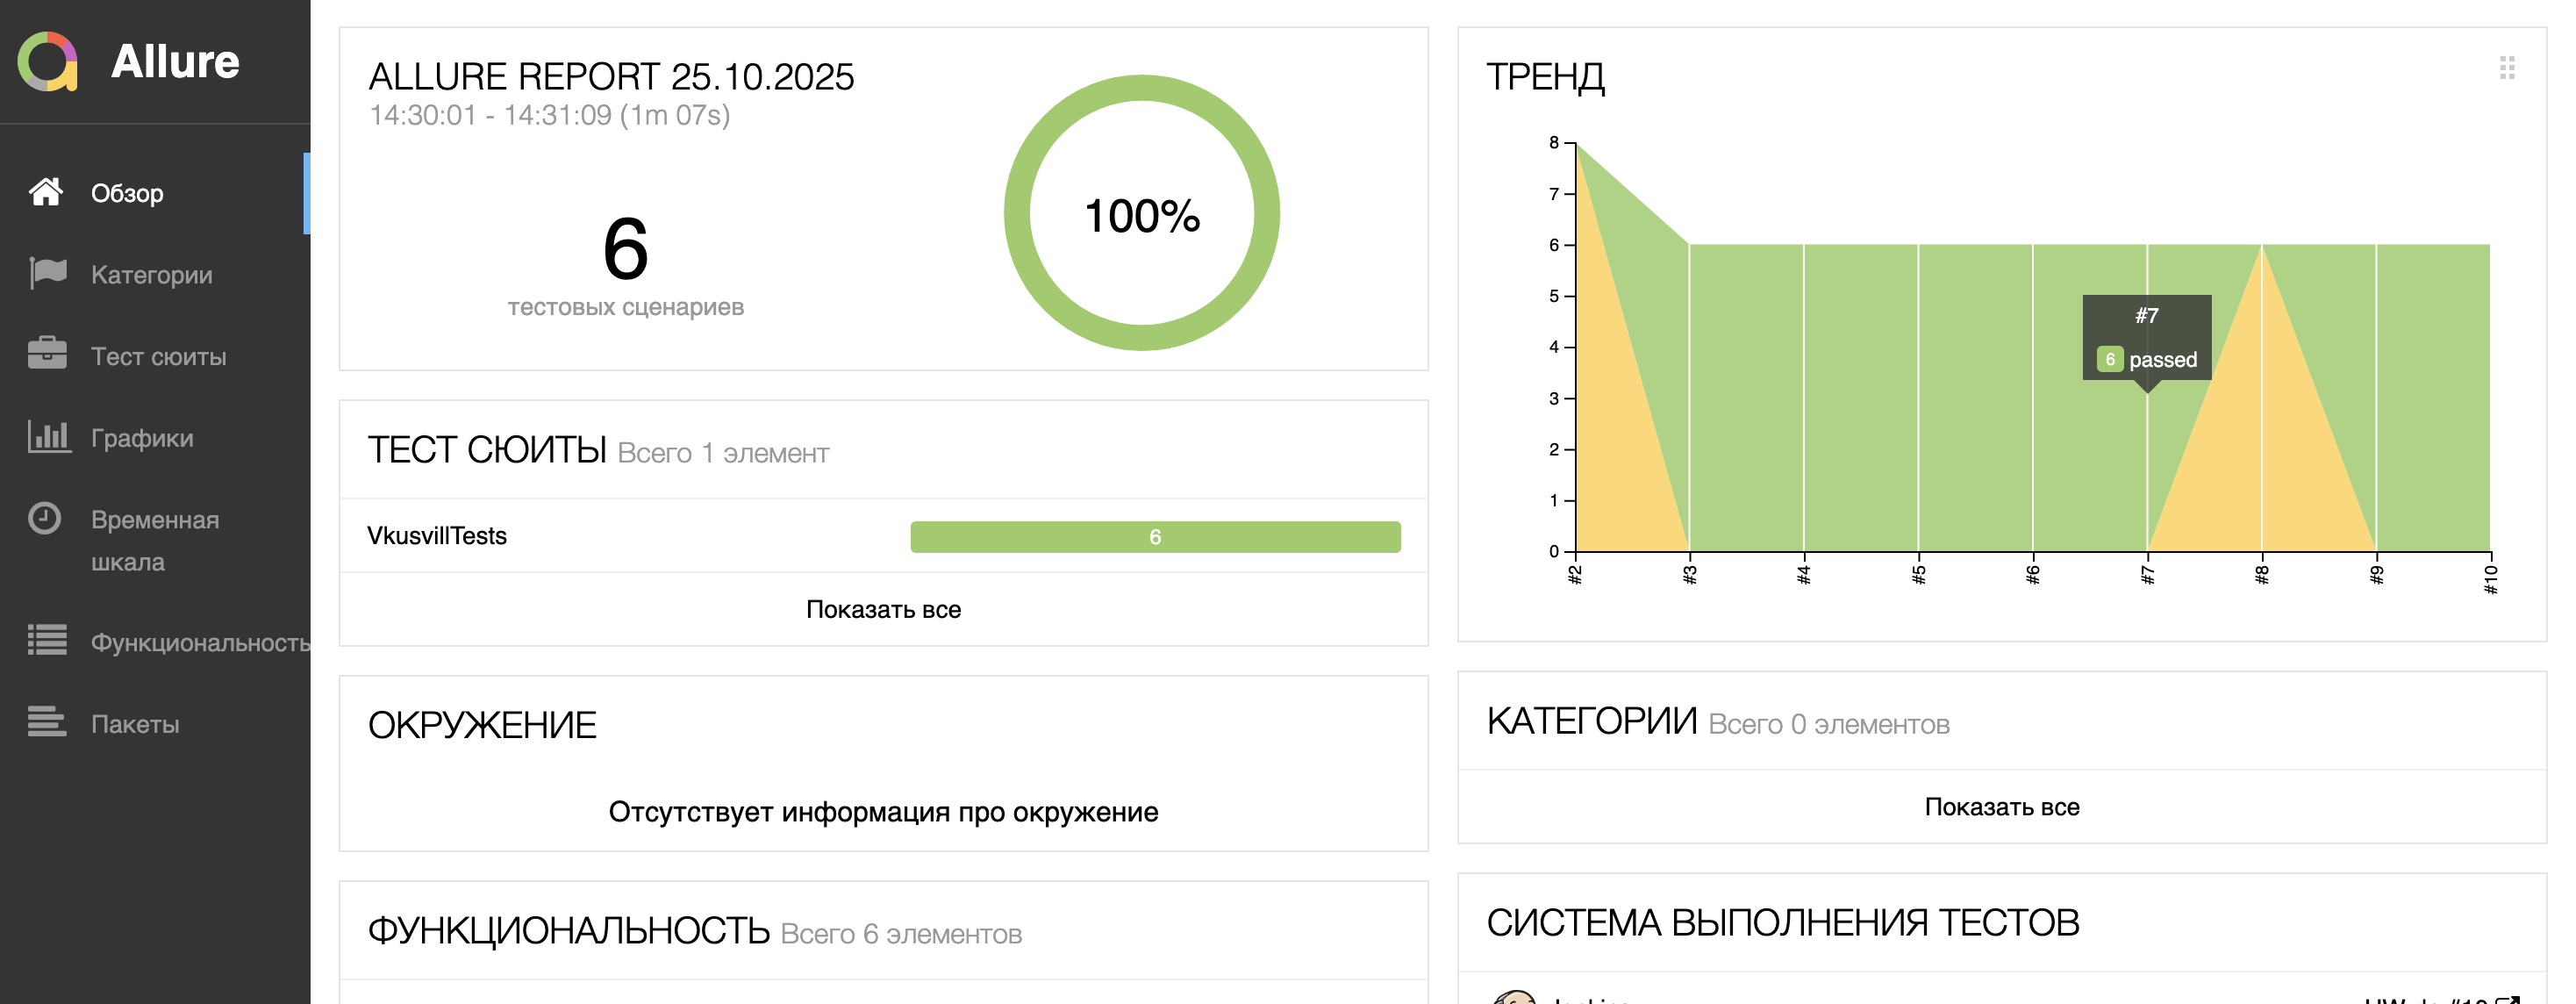 Allure
Обзор
Категории
Тест сюиты
Графики
Временная
шкала
Функциональность
Пакеты
ALLURE REPORT 25.10.2025
14:30:01 - 14:31:09 (1m 07s)
6
тестовых сценариев
100%
ТЕСТ СЮИТЫ Всего 1 элемент
VkusvillTests 6
Показать все
ОКРУЖЕНИЕ
Отсутствует информация про окружение
ФУНКЦИОНАЛЬНОСТЬ Всего 6 элементов
ТРЕНД
8
7
6
5
4
3
2
1
0
#7
6 passed
#2 #3 #4 #5 #6 #7 #8 #9 #10
КАТЕГОРИИ Всего 0 элементов
Показать все
СИСТЕМА ВЫПОЛНЕНИЯ ТЕСТОВ